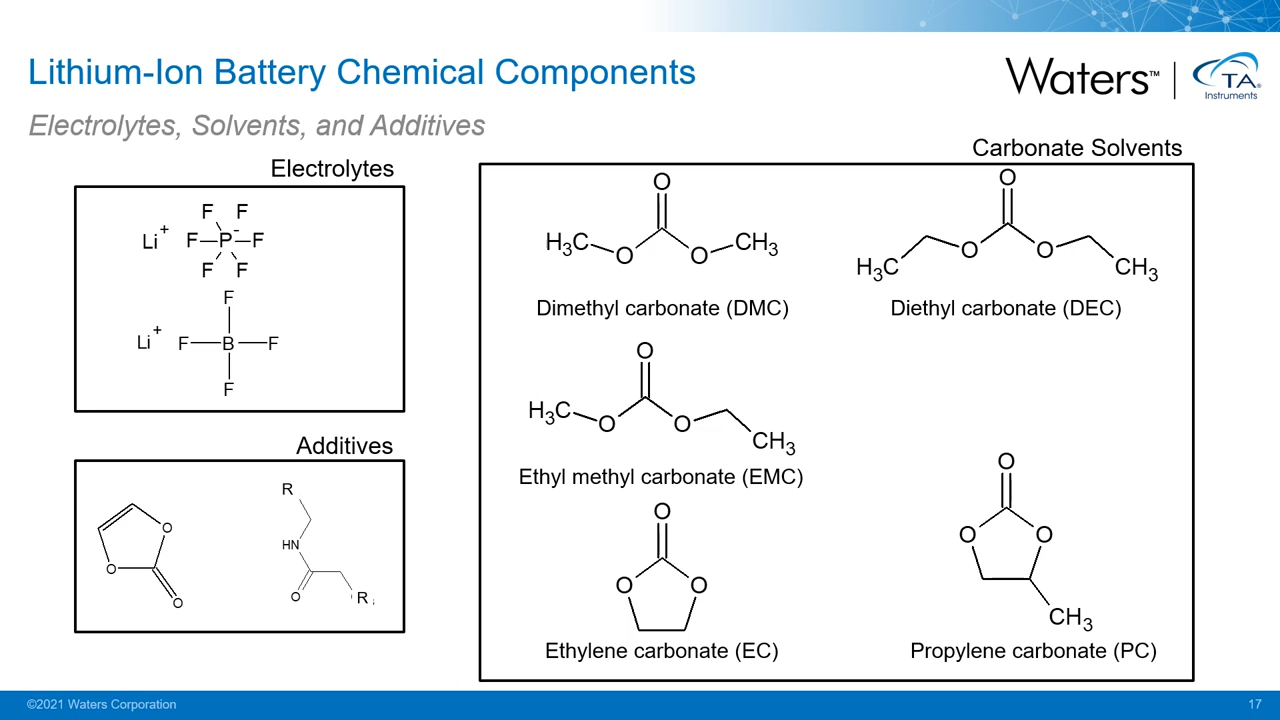 Lithium-Ion Battery Chemical Components
Waters™ | TA® Instruments
Electrolytes, Solvents, and Additives
Electrolytes
F F
Li+ F P- F
F F
F
Li+ F B F
F
Additives
O
O
O
R
HN
O
R
Carbonate Solvents
O
H3C O O CH3
Dimethyl carbonate (DMC)
O
H3C O O CH3
Diethyl carbonate (DEC)
O
H3C O O CH3
Ethyl methyl carbonate (EMC)
O
O O
Ethylene carbonate (EC)
O
O O
CH3
Propylene carbonate (PC)
©2021 Waters Corporation
17